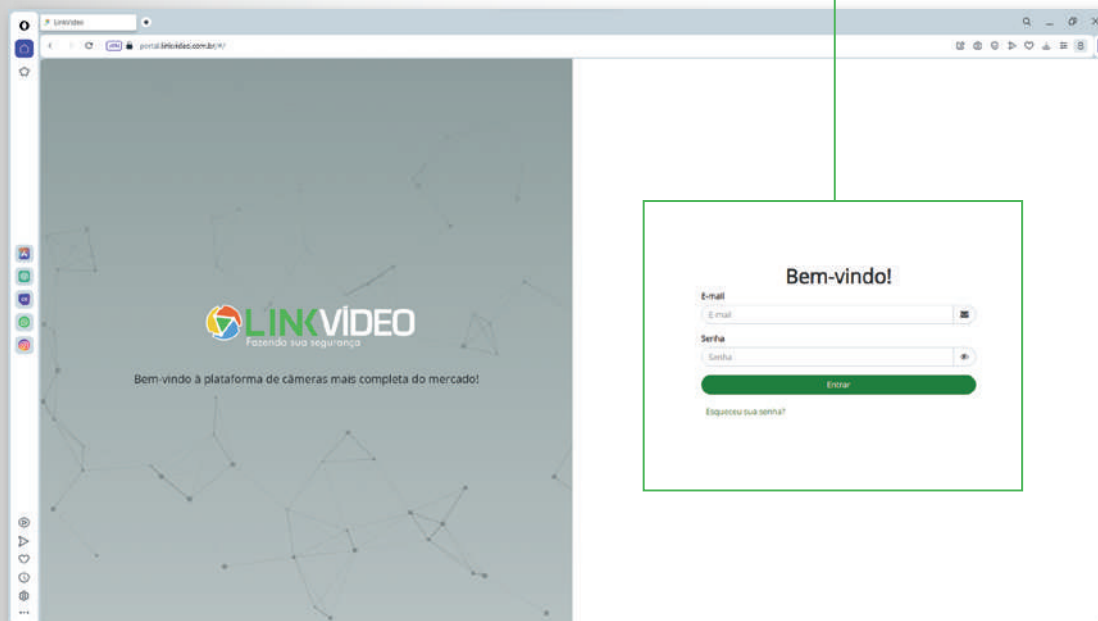 LinkVideo
VPN
portal.linkvideo.com.br/#/
LINKVÍDEO
Fazendo sua segurança
Bem-vindo à plataforma de câmeras mais completa do mercado!
Bem-vindo!
E-mail
E-mail
Senha
Senha
Entrar
Esqueceu sua senha?